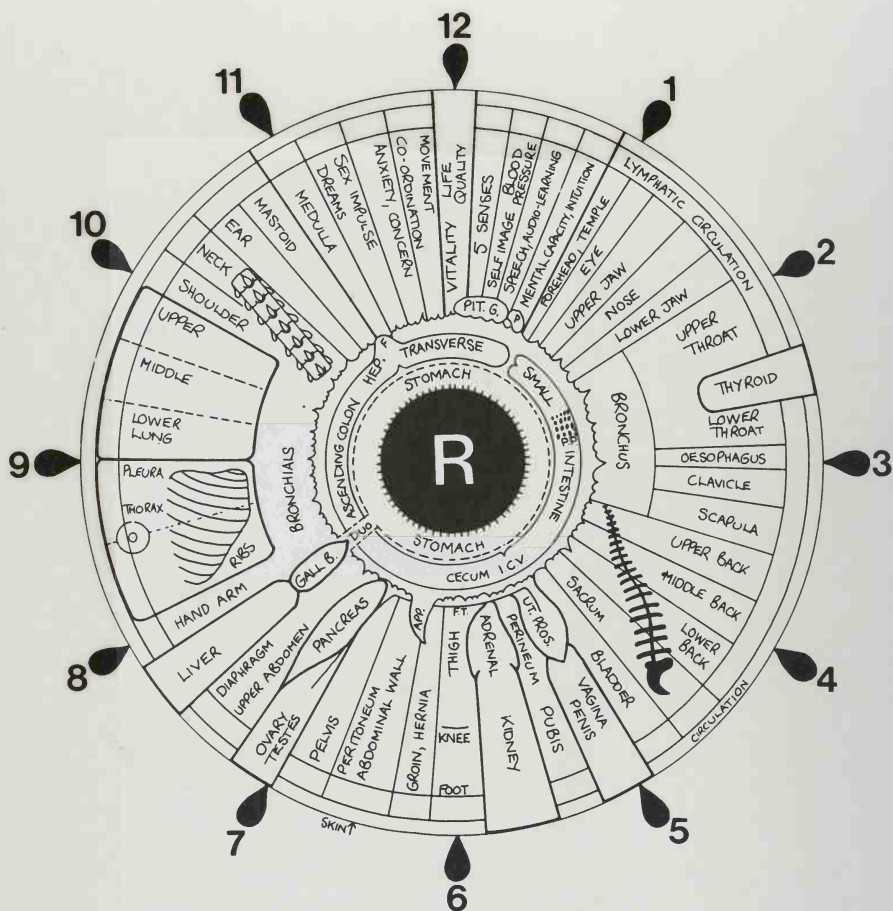 12
1
2
3
4
5
6
7
8
9
10
11
VITALITY
LIFE
QUALITY
5 SENSES
SELF IMAGE
BLOOD
PRESSURE
SPEECH, AUDIO-LEARNING
MENTAL CAPACITY, INTUITION
FOREHEAD, TEMPLE
EYE
UPPER JAW
NOSE
LOWER JAW
LYMPHATIC CIRCULATION
UPPER
THROAT
THYROID
LOWER
THROAT
BRONCHUS
OESOPHAGUS
CLAVICLE
SCAPULA
UPPER BACK
MIDDLE BACK
LOWER
BACK
CIRCULATION
SACRUM
BLADDER
VAGINA
PENIS
UT. PROS.
PUBIS
PERINEUM
ADRENAL
KIDNEY
F.T.
THIGH
KNEE
FOOT
APP.
GROIN, HERNIA
PERITONEUM
ABDOMINAL WALL
SKIN↑
PELVIS
PANCREAS
OVARY
TESTES
UPPER ABDOMEN
DIAPHRAGM
LIVER
GALL B.
HAND ARM
RIBS
THORAX
PLEURA
BRONCHIALS
LOWER
LUNG
MIDDLE
UPPER
SHOULDER
NECK
EAR
MASTOID
MEDULLA
DREAMS
SEX IMPULSE
ANXIETY, CONCERN
CO-ORDINATION
MOVEMENT
PIT. G.
P
HEP. F.
TRANSVERSE
STOMACH
SMALL INTESTINE
P.P.
ASCENDING COLON
DUO
STOMACH
CECUM I.C.V.
R